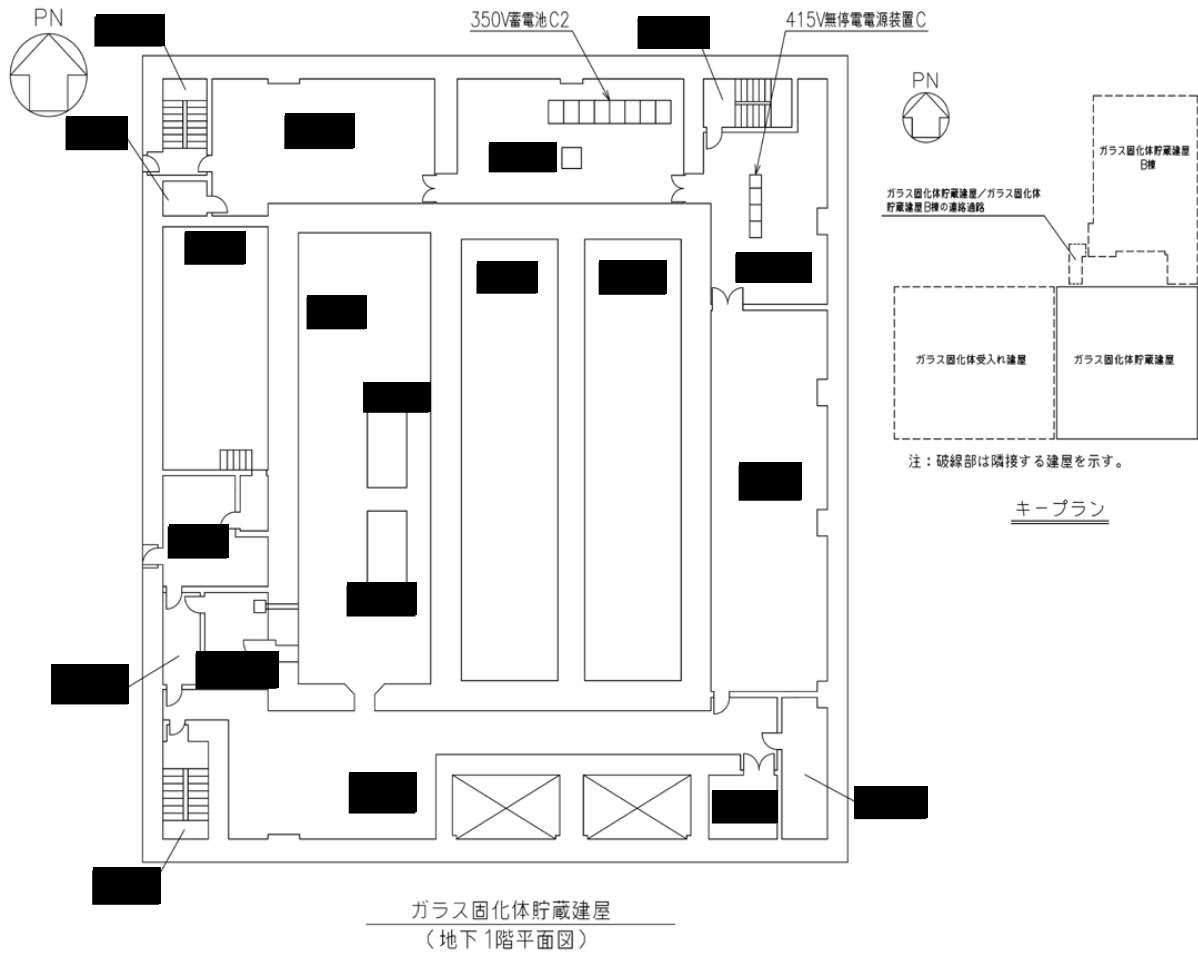 PN
350V蓄電池C2
415V無停電電源装置C
PN
ガラス固化体貯蔵建屋
B棟
ガラス固化体貯蔵建屋/ガラス固化体
貯蔵建屋B棟の連絡通路
ガラス固化体受入れ建屋
ガラス固化体貯蔵建屋
注:破線部は隣接する建屋を示す。
キープラン
ガラス固化体貯蔵建屋
(地下1階平面図)